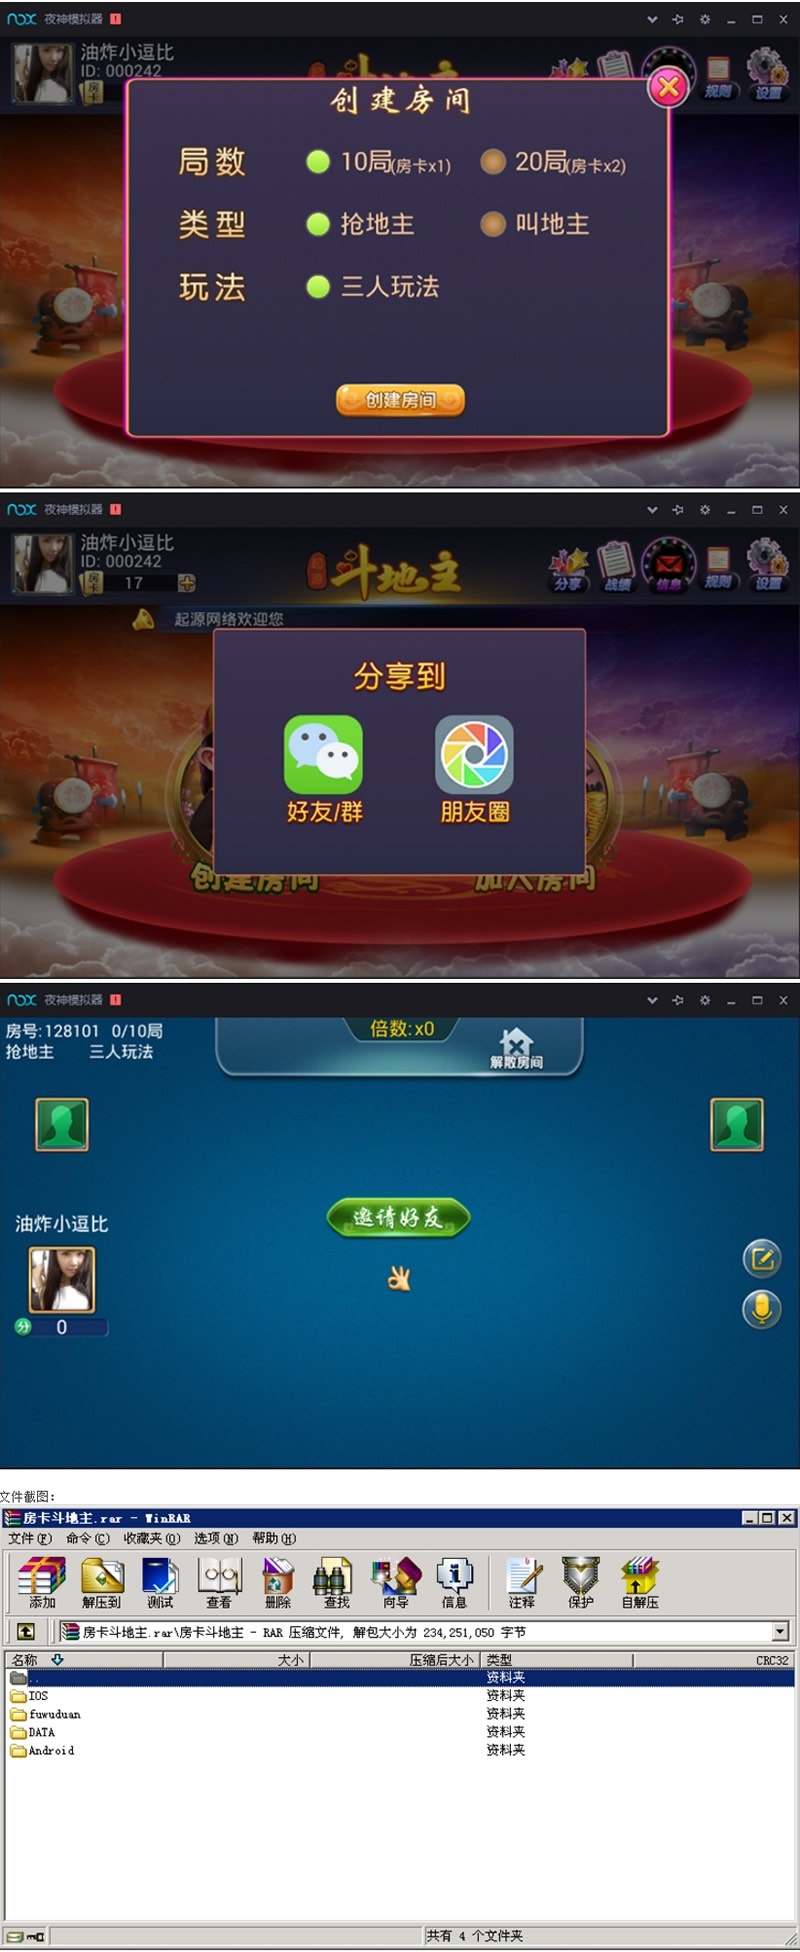 nox 夜神模拟器
油炸小逗比
ID: 000242
房卡
斗地主
规则 设置
创建房间
局数 10局(房卡x1) 20局(房卡x2)
类型 抢地主 叫地主
玩法 三人玩法
创建房间
nox 夜神模拟器
油炸小逗比
ID: 000242
房卡 17
起源 斗地主
分享 战绩 信息 规则 设置
起源网络欢迎您
分享到
好友/群 朋友圈
创建房间 加入房间
nox 夜神模拟器
房号:128101 0/10局
抢地主 三人玩法
倍数:x0
解散房间
邀请好友
油炸小逗比
分 0
文件截图:
房卡斗地主.rar - WinRAR
文件(F) 命令(C) 收藏夹(O) 选项(N) 帮助(H)
添加 解压到 测试 查看 删除 查找 向导 信息 注释 保护 自解压
房卡斗地主.rar\房卡斗地主 - RAR 压缩文件, 解包大小为 234,251,050 字节
名称 大小 压缩后大小 类型 CRC32
.. 资料夹
IOS 资料夹
fuwuduan 资料夹
DATA 资料夹
Android 资料夹
共有 4 个文件夹